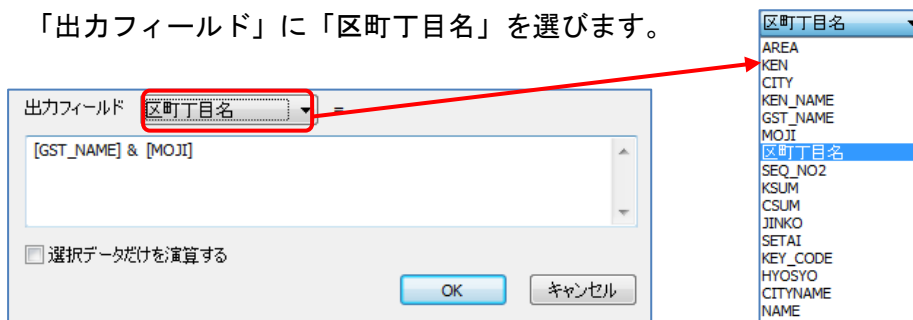 「出力フィールド」に「区町丁目名」を選びます。
出力フィールド 区町丁目名 =
[GST_NAME] & [MOJI]
選択データだけを演算する
OK キャンセル
区町丁目名
AREA
KEN
CITY
KEN_NAME
GST_NAME
MOJI
区町丁目名
SEQ_NO2
KSUM
CSUM
JINKO
SETAI
KEY_CODE
HYOSYO
CITYNAME
NAME